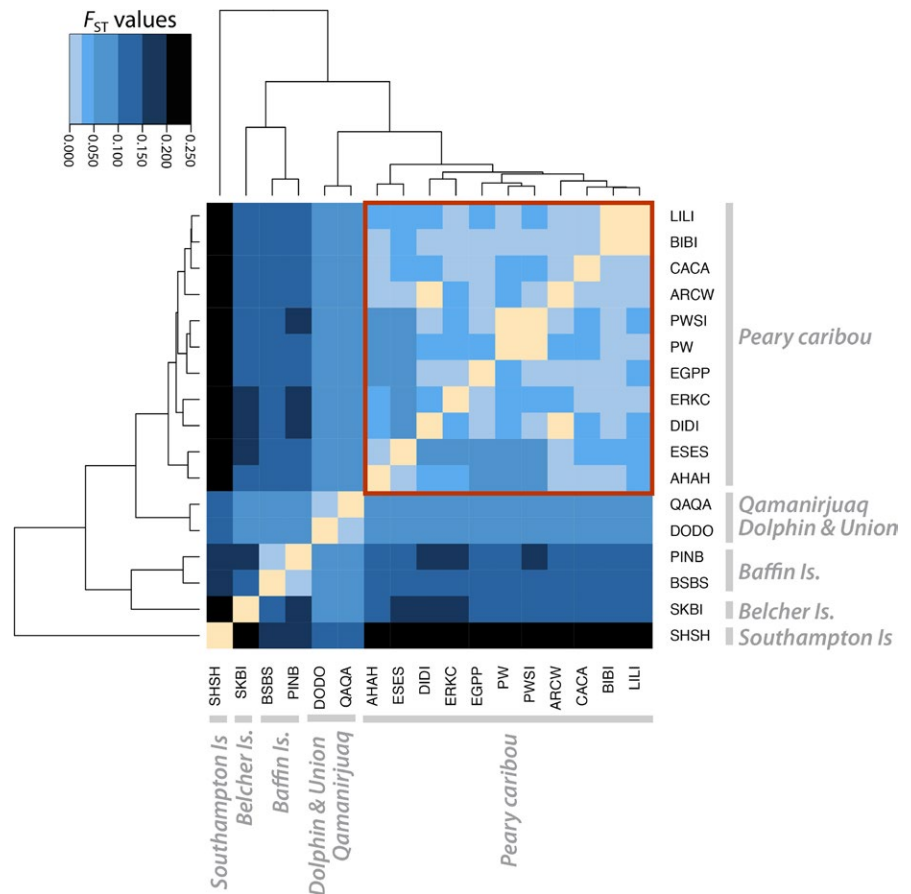 FST values
0.000
0.050
0.100
0.150
0.200
0.250
LILI
BIBI
CACA
ARCW
PWSI
PW
EGPP
ERKC
DIDI
ESES
AHAH
QAQA
DODO
PINB
BSBS
SKBI
SHSH
Peary caribou
Qamanirjuaq
Dolphin & Union
Baffin Is.
Belcher Is.
Southampton Is
SHSH
SKBI
BSBS
PINB
DODO
QAQA
AHAH
ESES
DIDI
ERKC
EGPP
PW
PWSI
ARCW
CACA
BIBI
LILI
Southampton Is
Belcher Is.
Baffin Is.
Dolphin & Union
Qamanirjuaq
Peary caribou